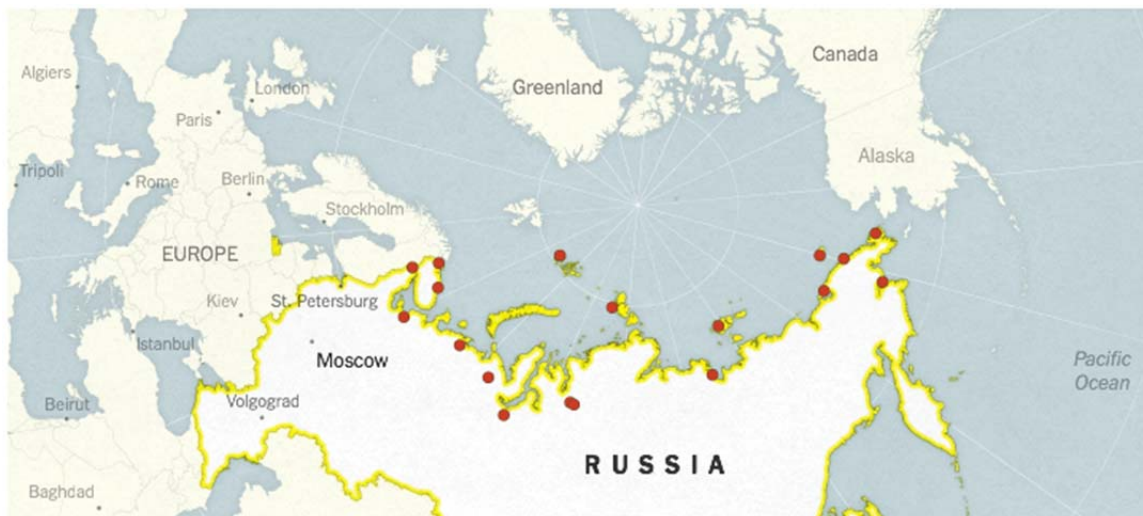 Canada
Algiers
Greenland
London
Paris
Alaska
Tripoli
Rome
Berlin
Stockholm
EUROPE
Kiev
St. Petersburg
Istanbul
Moscow
Pacific
Ocean
Beirut
Volgograd
RUSSIA
Baghdad